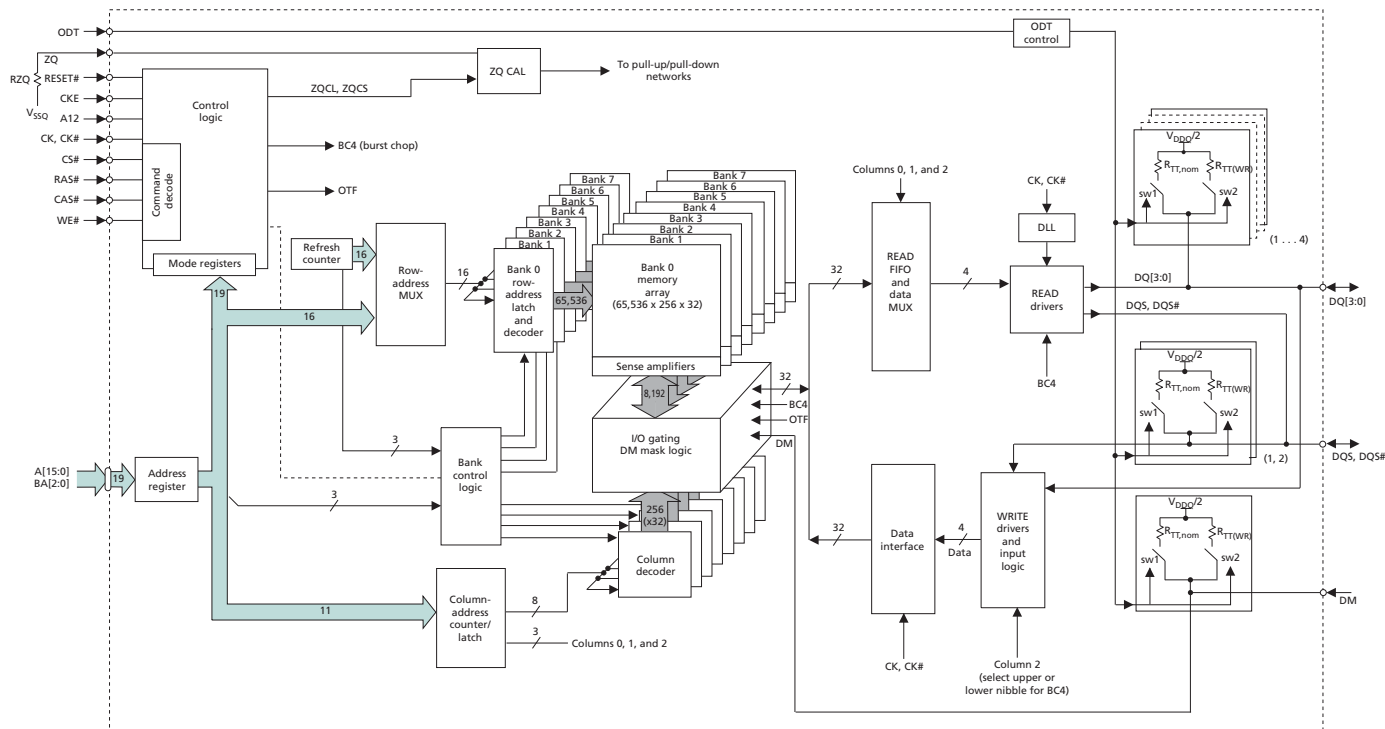 ODT
ODT
control
ZQ
RZQ
RESET#
ZQ CAL
To pull-up/pull-down
networks
CKE
VSSQ
A12
Control
logic
ZQCL, ZQCS
CK, CK#
BC4 (burst chop)
CS#
RAS#
OTF
CAS#
WE#
Command
decode
Mode registers
Refresh
counter
16
Row-
address
MUX
16
19
16
Bank 7
Bank 6
Bank 5
Bank 4
Bank 3
Bank 2
Bank 1
Bank 0
row-
address
latch
and
decoder
65,536
Bank 7
Bank 6
Bank 5
Bank 4
Bank 3
Bank 2
Bank 1
Bank 0
memory
array
(65,536 x 256 x 32)
Sense amplifiers
8,192
I/O gating
DM mask logic
32
BC4
OTF
DM
Columns 0, 1, and 2
32
READ
FIFO
and
data
MUX
4
CK, CK#
DLL
READ
drivers
BC4
DQ[3:0]
DQS, DQS#
VDDQ/2
RTT,nom
RTT(WR)
sw1
sw2
(1 . . . 4)
DQ[3:0]
VDDQ/2
RTT,nom
RTT(WR)
sw1
sw2
(1, 2)
DQS, DQS#
VDDQ/2
RTT,nom
RTT(WR)
sw1
sw2
DM
A[15:0]
BA[2:0]
19
Address
register
3
3
Bank
control
logic
256
(x32)
Column
decoder
11
Column-
address
counter/
latch
8
3
Columns 0, 1, and 2
32
Data
interface
CK, CK#
4
Data
WRITE
drivers
and
input
logic
Column 2
(select upper or
lower nibble for BC4)